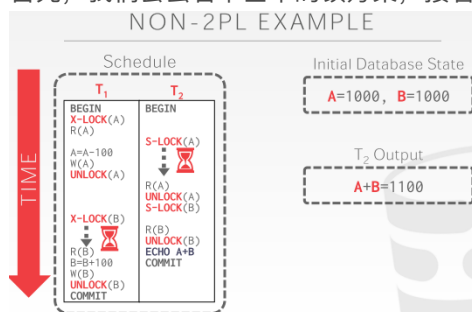 NON-2PL EXAMPLE
Schedule
Initial Database State
A=1000, B=1000
T2 Output
A+B=1100
TIME
T1
BEGIN
X-LOCK(A)
R(A)
A=A-100
W(A)
UNLOCK(A)
X-LOCK(B)
R(B)
B=B+100
W(B)
UNLOCK(B)
COMMIT
T2
BEGIN
S-LOCK(A)
R(A)
UNLOCK(A)
S-LOCK(B)
R(B)
UNLOCK(B)
ECHO A+B
COMMIT